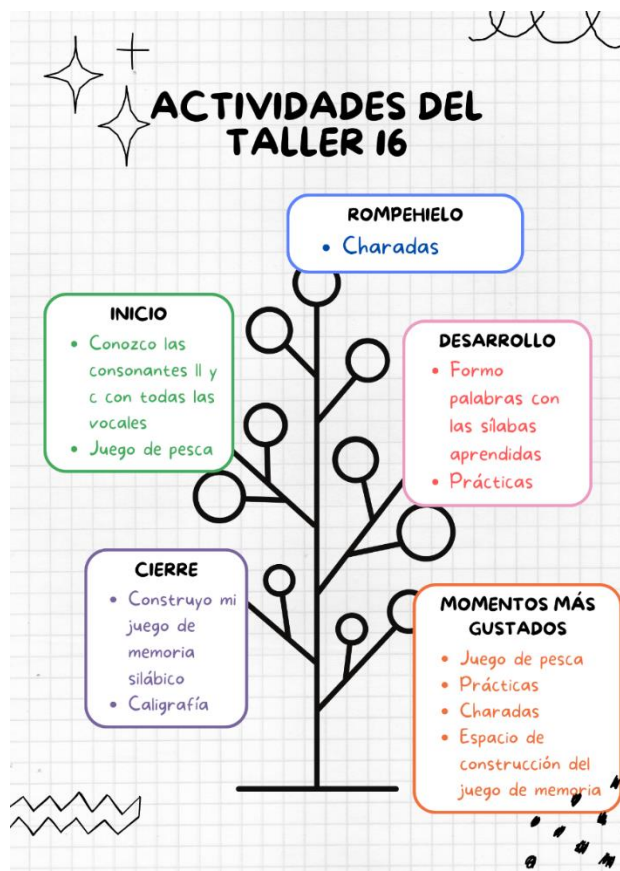 ACTIVIDADES DEL
TALLER 16
ROMPEHIELO
• Charadas
INICIO
• Conozco las
consonantes ll y
c con todas las
vocales
• Juego de pesca
DESARROLLO
• Formo
palabras con
las sílabas
aprendidas
• Prácticas
CIERRE
• Construyo mi
juego de
memoria
silábico
• Caligrafía
MOMENTOS MÁS
GUSTADOS
• Juego de pesca
• Prácticas
• Charadas
• Espacio de
construcción del
juego de memoria